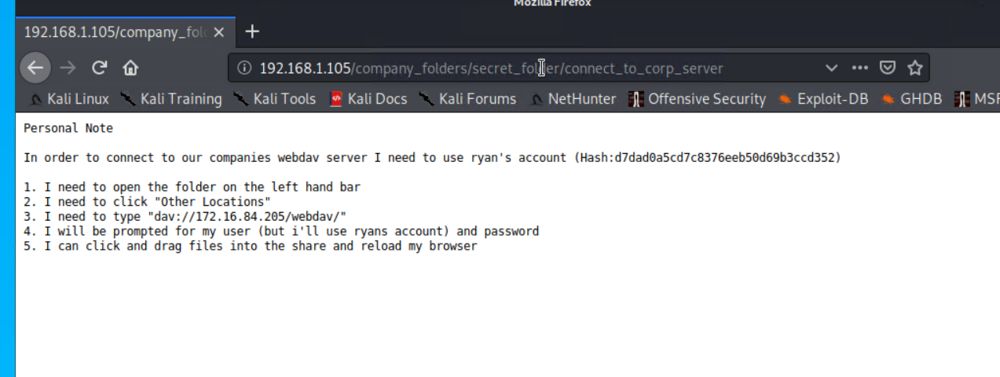 Mozilla Firefox
192.168.1.105/company_fol
192.168.1.105/company_folders/secret_folder/connect_to_corp_server
Kali Linux Kali Training Kali Tools Kali Docs Kali Forums NetHunter Offensive Security Exploit-DB GHDB MSF
Personal Note
In order to connect to our companies webdav server I need to use ryan's account (Hash:d7dad0a5cd7c8376eeb50d69b3ccd352)
1. I need to open the folder on the left hand bar
2. I need to click "Other Locations"
3. I need to type "dav://172.16.84.205/webdav/"
4. I will be prompted for my user (but i'll use ryans account) and password
5. I can click and drag files into the share and reload my browser